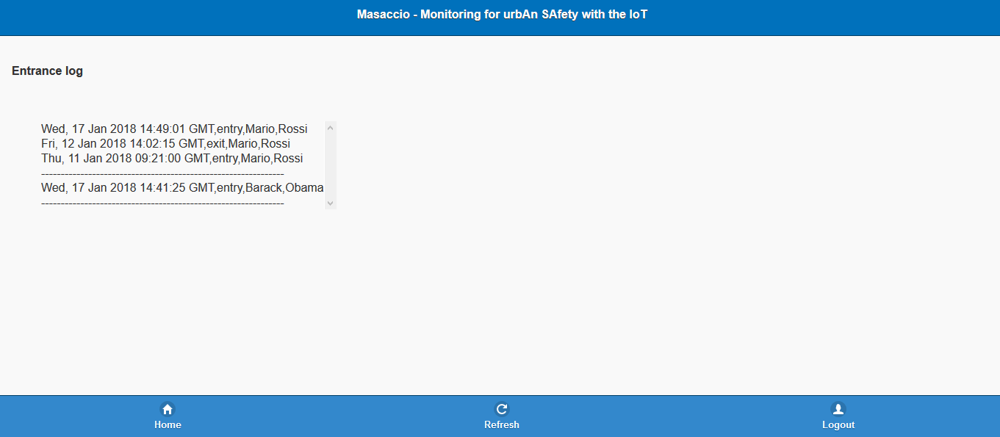 Masaccio - Monitoring for urbAn SAfety with the IoT
Entrance log
Wed, 17 Jan 2018 14:49:01 GMT,entry,Mario,Rossi
Fri, 12 Jan 2018 14:02:15 GMT,exit,Mario,Rossi
Thu, 11 Jan 2018 09:21:00 GMT,entry,Mario,Rossi
--------------------------------------------------------------
Wed, 17 Jan 2018 14:41:25 GMT,entry,Barack,Obama
--------------------------------------------------------------
Home
Refresh
Logout